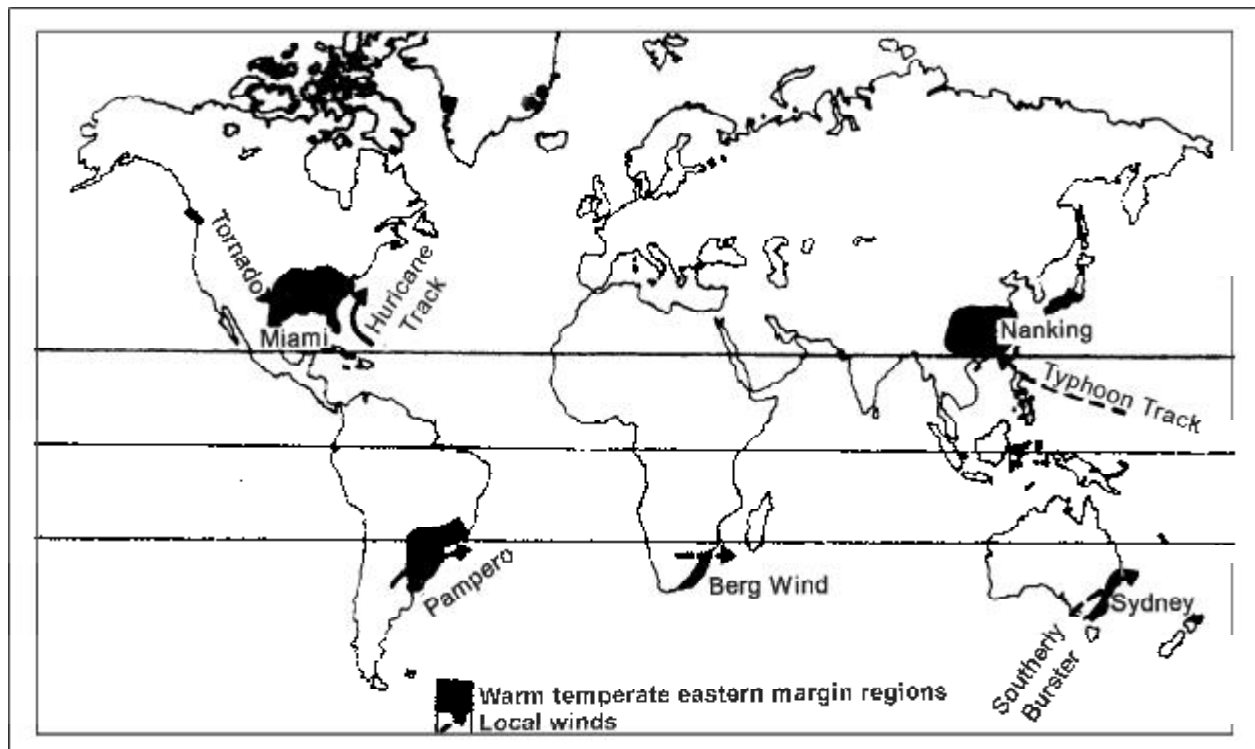 Tornado
Huricane
Track
Miami
Nanking
Typhoon Track
Pampero
Berg Wind
Sydney
Southerly
Burster
Warm temperate eastern margin regions
Local winds